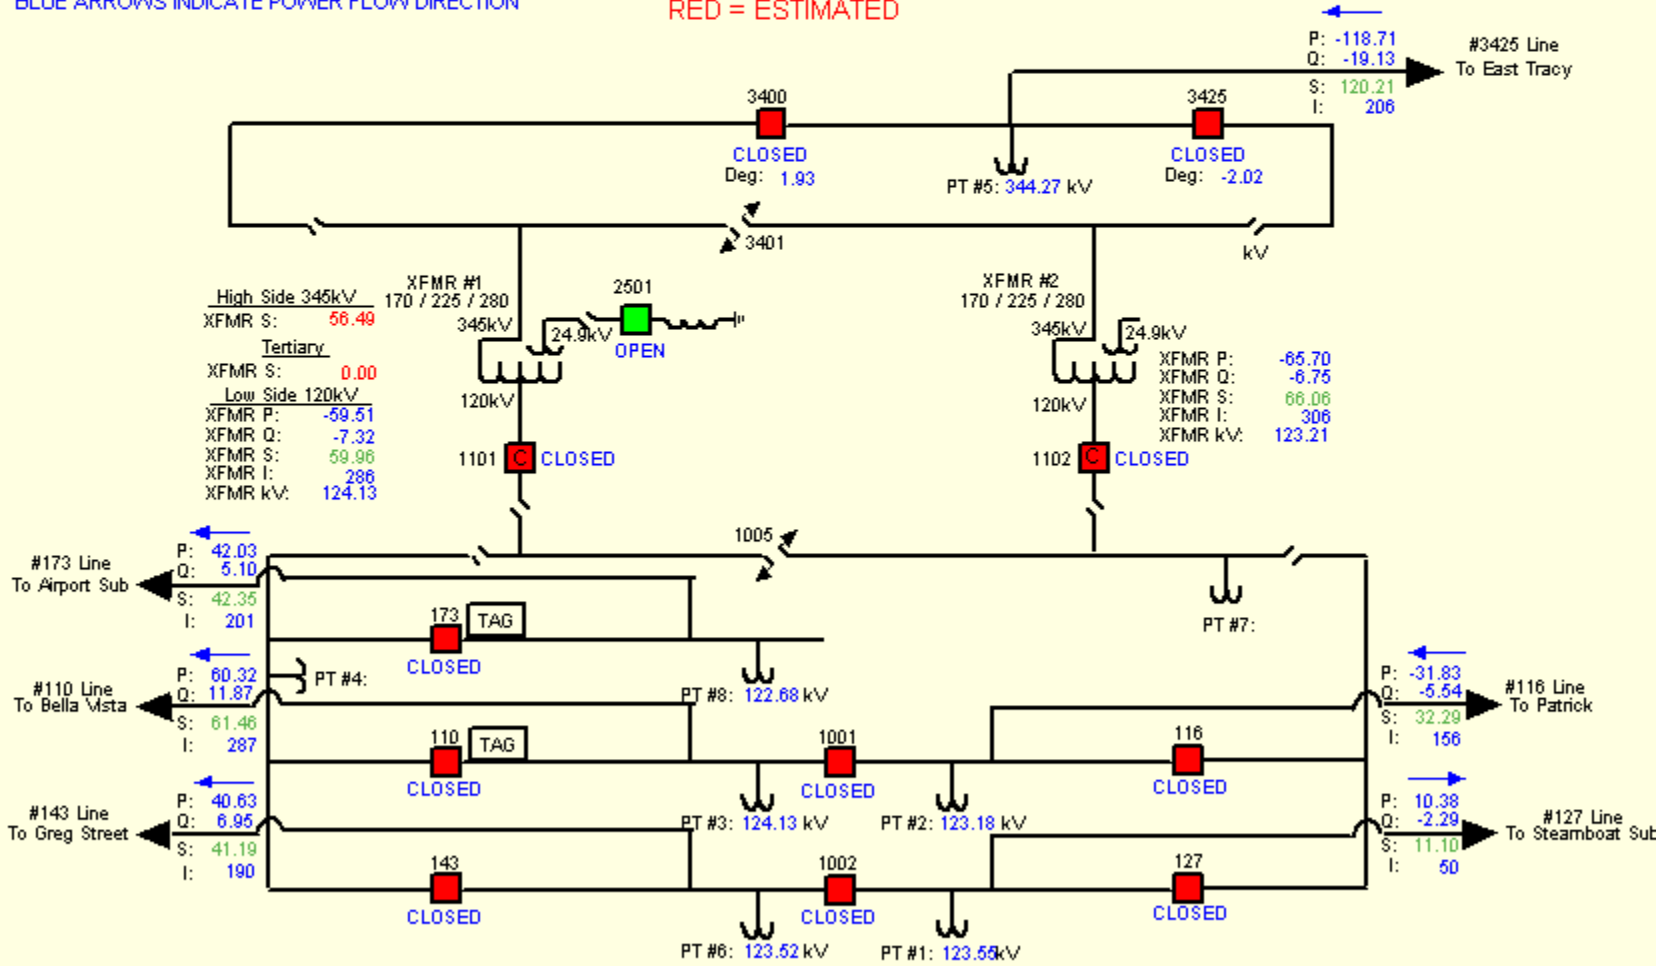 BLUE ARROWS INDICATE POWER FLOW DIRECTION
RED = ESTIMATED
P: -118.71
Q: -19.13
S: 120.21
I: 206
#3425 Line
To East Tracy
3400
CLOSED
Deg: 1.93
3425
CLOSED
Deg: -2.02
PT #5: 344.27 kV
3401
kV
High Side 345kV
XFMR S: 56.49
Tertiary
XFMR S: 0.00
Low Side 120kV
XFMR P: -59.51
XFMR Q: -7.32
XFMR S: 59.96
XFMR I: 286
XFMR kV: 124.13
XFMR #1
170 / 225 / 280
345kV
24.9kV
2501
OPEN
120kV
1101 C CLOSED
XFMR #2
170 / 225 / 280
345kV
24.9kV
120kV
XFMR P: -65.70
XFMR Q: -6.75
XFMR S: 66.06
XFMR I: 306
XFMR kV: 123.21
1102 C CLOSED
1005
#173 Line
To Airport Sub
P: 42.03
Q: 5.10
S: 42.35
I: 201
173 TAG
CLOSED
PT #7:
PT #4:
PT #8: 122.68 kV
#110 Line
To Bella Vista
P: 60.32
Q: 11.87
S: 61.46
I: 287
110 TAG
CLOSED
1001
CLOSED
116
CLOSED
P: -31.83
Q: -5.54
S: 32.29
I: 156
#116 Line
To Patrick
PT #3: 124.13 kV
PT #2: 123.18 kV
#143 Line
To Greg Street
P: 40.63
Q: 6.95
S: 41.19
I: 190
143
CLOSED
1002
CLOSED
127
CLOSED
P: 10.38
Q: -2.29
S: 11.10
I: 50
#127 Line
To Steamboat Sub
PT #6: 123.52 kV
PT #1: 123.55kV